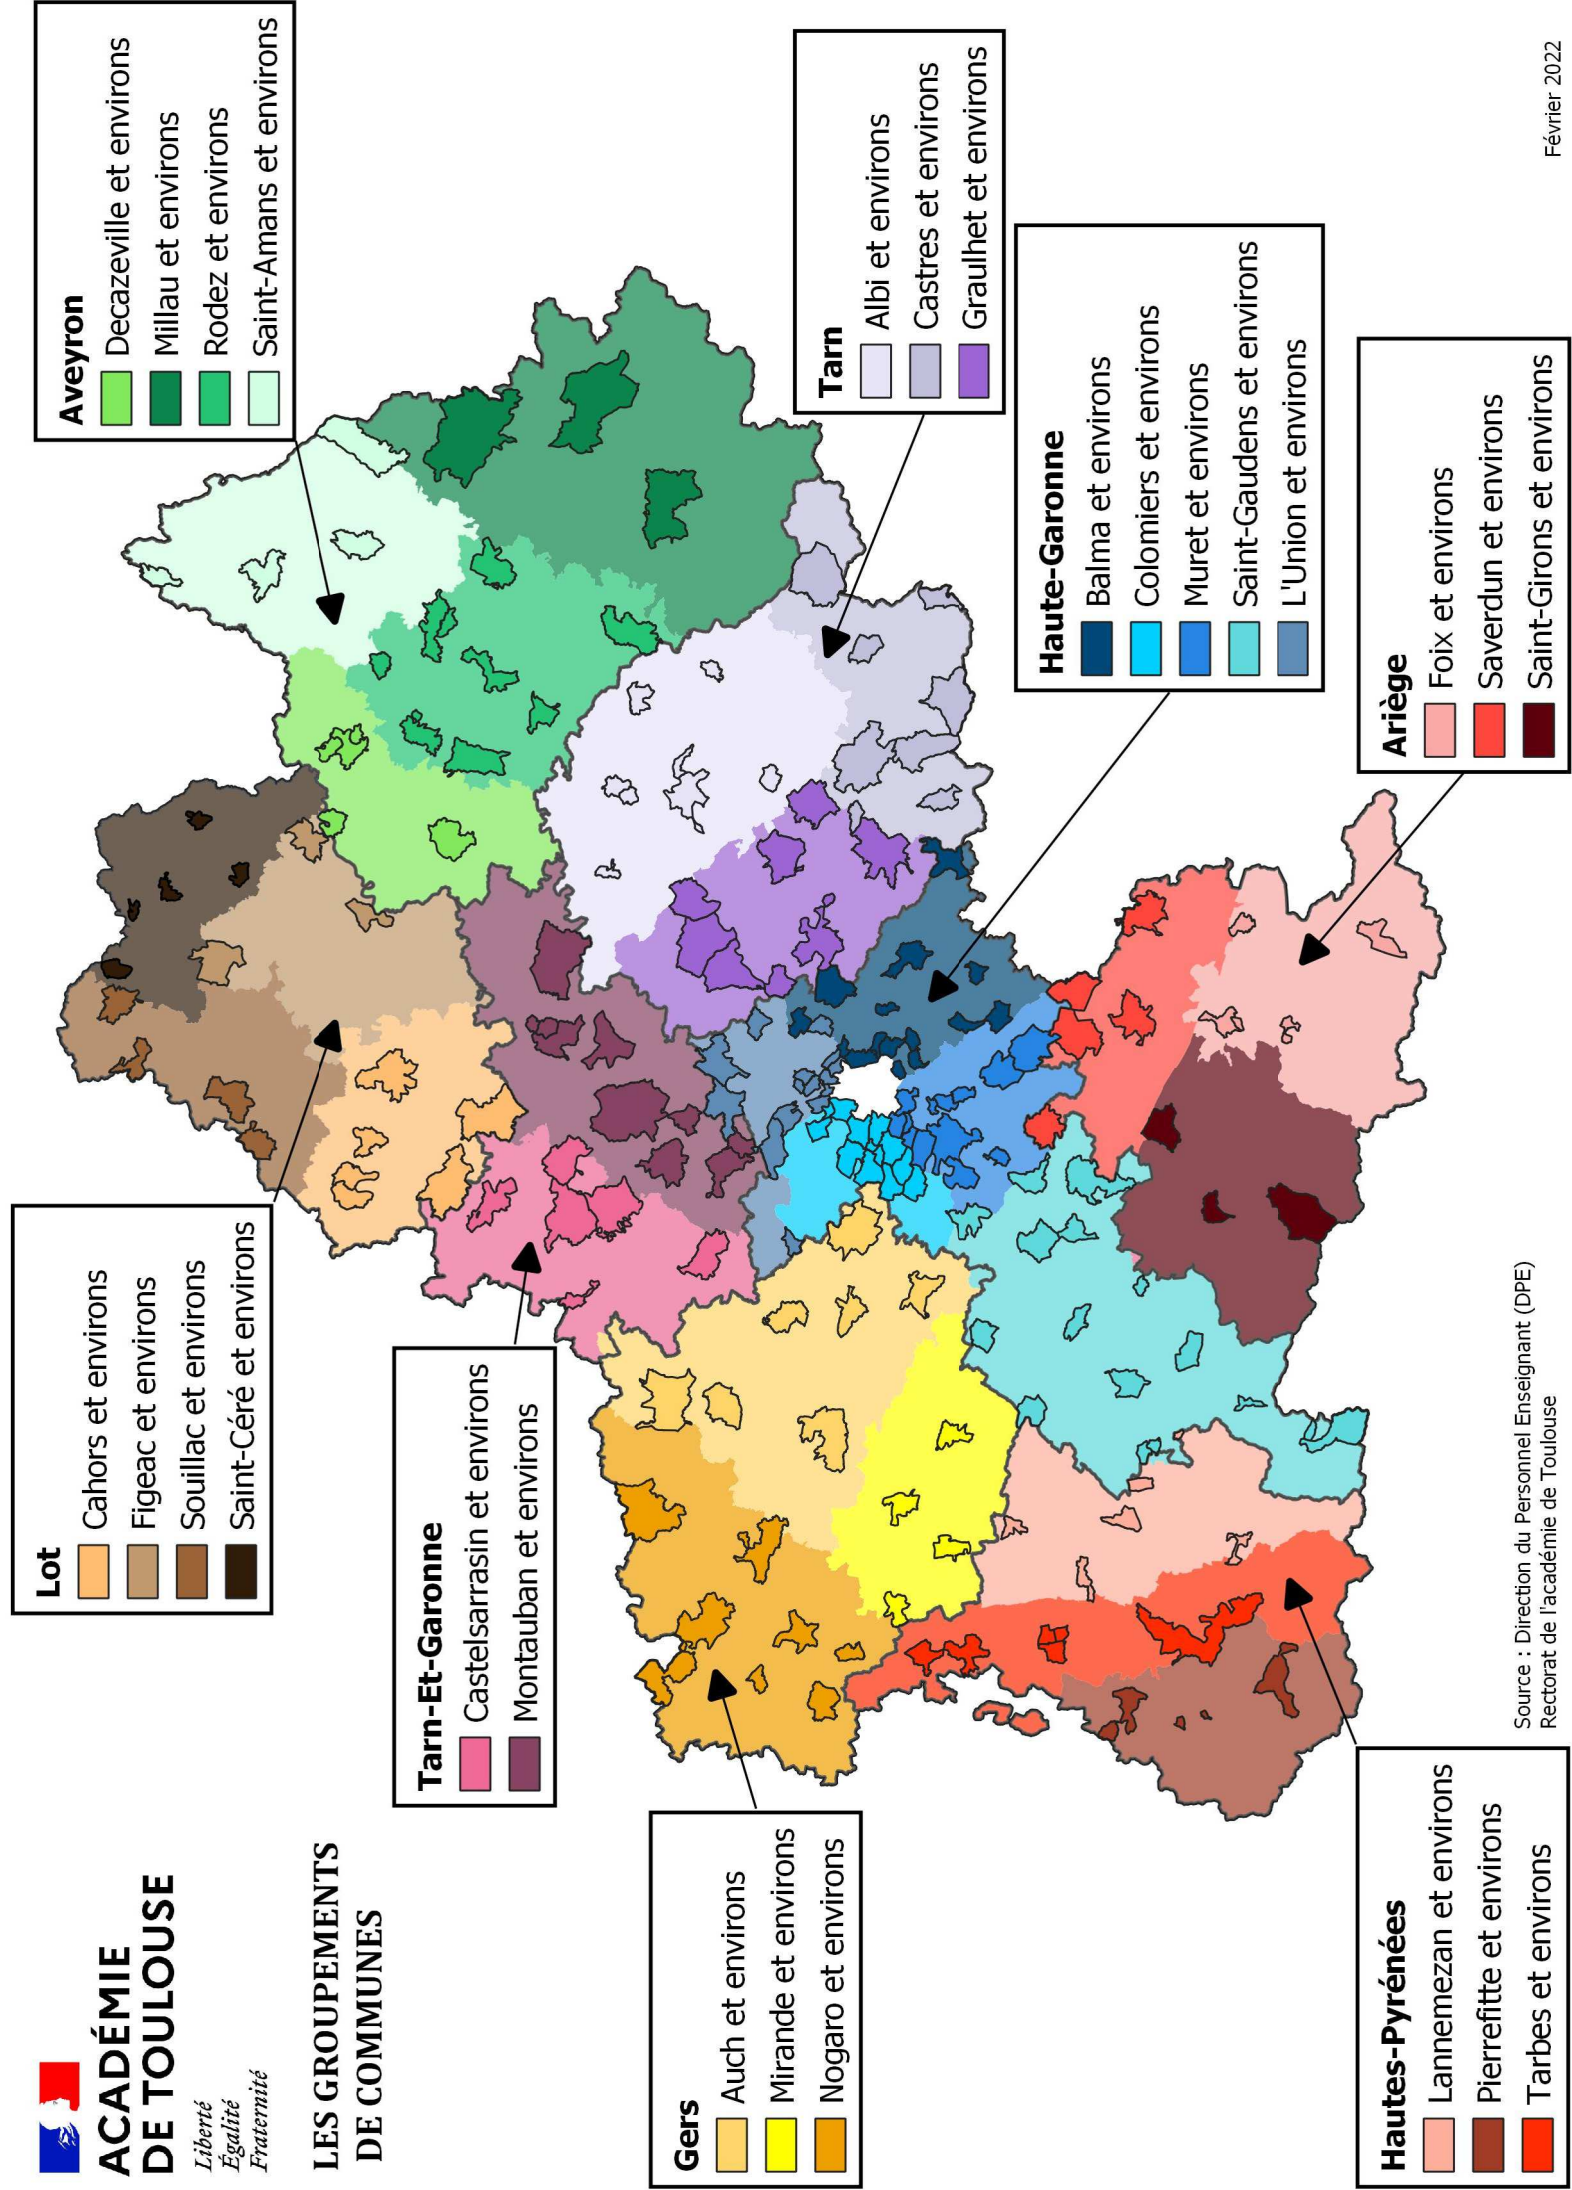 ACADÉMIE
DE TOULOUSE
Liberté
Égalité
Fraternité
LES GROUPEMENTS
DE COMMUNES
Lot
Cahors et environs
Figeac et environs
Souillac et environs
Saint-Céré et environs
Aveyron
Decazeville et environs
Millau et environs
Rodez et environs
Saint-Amans et environs
Tarn-Et-Garonne
Castelsarrasin et environs
Montauban et environs
Tarn
Albi et environs
Castres et environs
Graulhet et environs
Gers
Auch et environs
Mirande et environs
Nogaro et environs
Haute-Garonne
Balma et environs
Colomiers et environs
Muret et environs
Saint-Gaudens et environs
L'Union et environs
Hautes-Pyrénées
Lannemezan et environs
Pierrefitte et environs
Tarbes et environs
Ariège
Foix et environs
Saverdun et environs
Saint-Girons et environs
Source : Direction du Personnel Enseignant (DPE)
Rectorat de l'académie de Toulouse
Février 2022